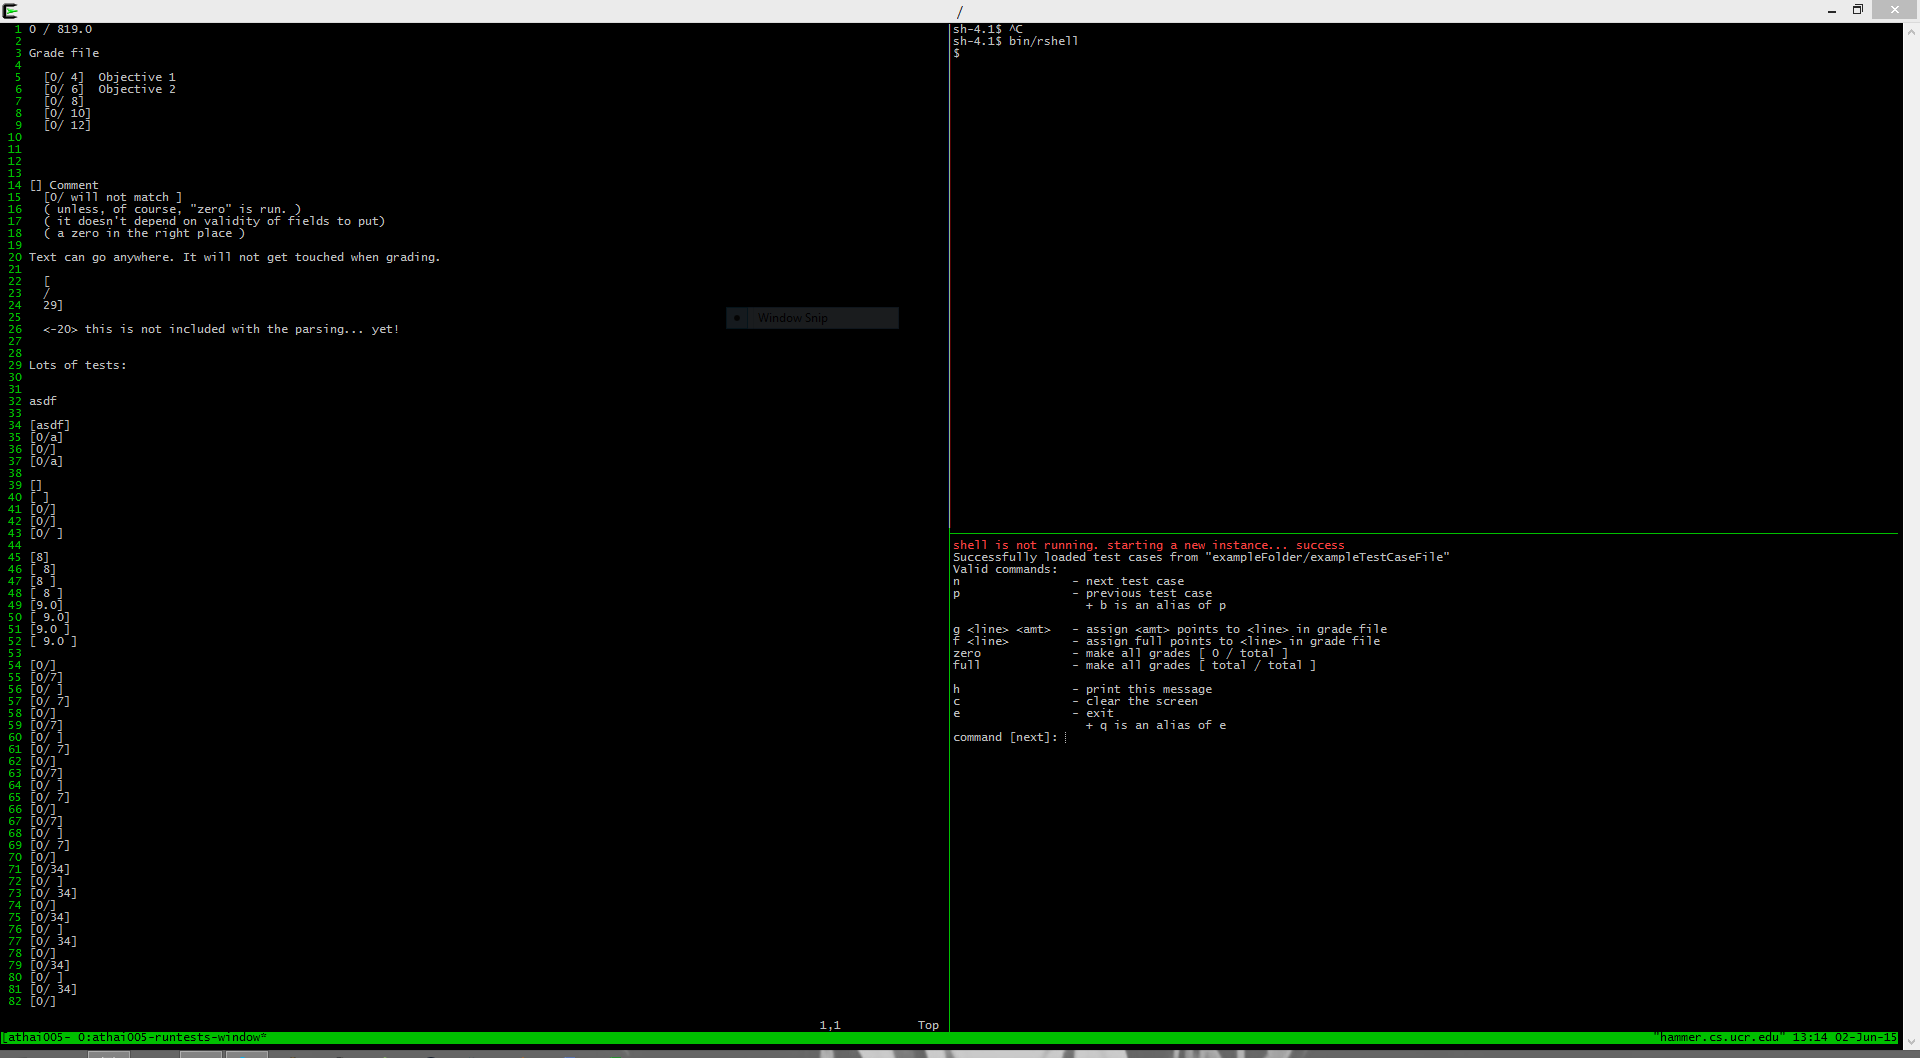 /
1 0 / 819.0
2
3 Grade file
4
5   [0/ 4]  Objective 1
6   [0/ 6]  Objective 2
7   [0/ 8]
8   [0/ 10]
9   [0/ 12]
10
11
12
13
14 [] Comment
15   [0/ will not match ]
16   ( unless, of course, "zero" is run. )
17   ( it doesn't depend on validity of fields to put)
18   ( a zero in the right place )
19
20 Text can go anywhere. It will not get touched when grading.
21
22   [
23   /
24   29]
25
26   <-20> this is not included with the parsing... yet!
27
28
29 Lots of tests:
30
31
32 asdf
33
34 [asdf]
35 [0/a]
36 [0/]
37 [0/a]
38
39 []
40 [ ]
41 [0/]
42 [0/]
43 [0/ ]
44
45 [8]
46 [ 8]
47 [8 ]
48 [ 8 ]
49 [9.0]
50 [ 9.0]
51 [9.0 ]
52 [ 9.0 ]
53
54 [0/]
55 [0/7]
56 [0/ ]
57 [0/ 7]
58 [0/]
59 [0/7]
60 [0/ ]
61 [0/ 7]
62 [0/]
63 [0/7]
64 [0/ ]
65 [0/ 7]
66 [0/]
67 [0/7]
68 [0/ ]
69 [0/ 7]
70 [0/]
71 [0/34]
72 [0/ ]
73 [0/ 34]
74 [0/]
75 [0/34]
76 [0/ ]
77 [0/ 34]
78 [0/]
79 [0/34]
80 [0/ ]
81 [0/ 34]
82 [0/]
1,1 Top
Window Snip
sh-4.1$ ^C
sh-4.1$ bin/rshell
$
shell is not running. starting a new instance... success
Successfully loaded test cases from "exampleFolder/exampleTestCaseFile"
Valid commands:
n                - next test case
p                - previous test case
                   + b is an alias of p
g <line> <amt>   - assign <amt> points to <line> in grade file
f <line>         - assign full points to <line> in grade file
zero             - make all grades [ 0 / total ]
full             - make all grades [ total / total ]
h                - print this message
c                - clear the screen
e                - exit
                   + q is an alias of e
command [next]:
[athai005- 0:athai005-runtests-window* "hammer.cs.ucr.edu" 13:14 02-Jun-15